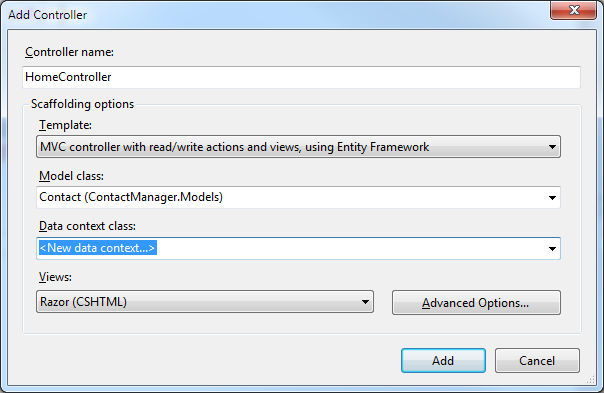 Add Controller
Controller name:
HomeController
Scaffolding options
Template:
MVC controller with read/write actions and views, using Entity Framework
Model class:
Contact (ContactManager.Models)
Data context class:
<New data context...>
Views:
Razor (CSHTML)
Advanced Options...
Add
Cancel